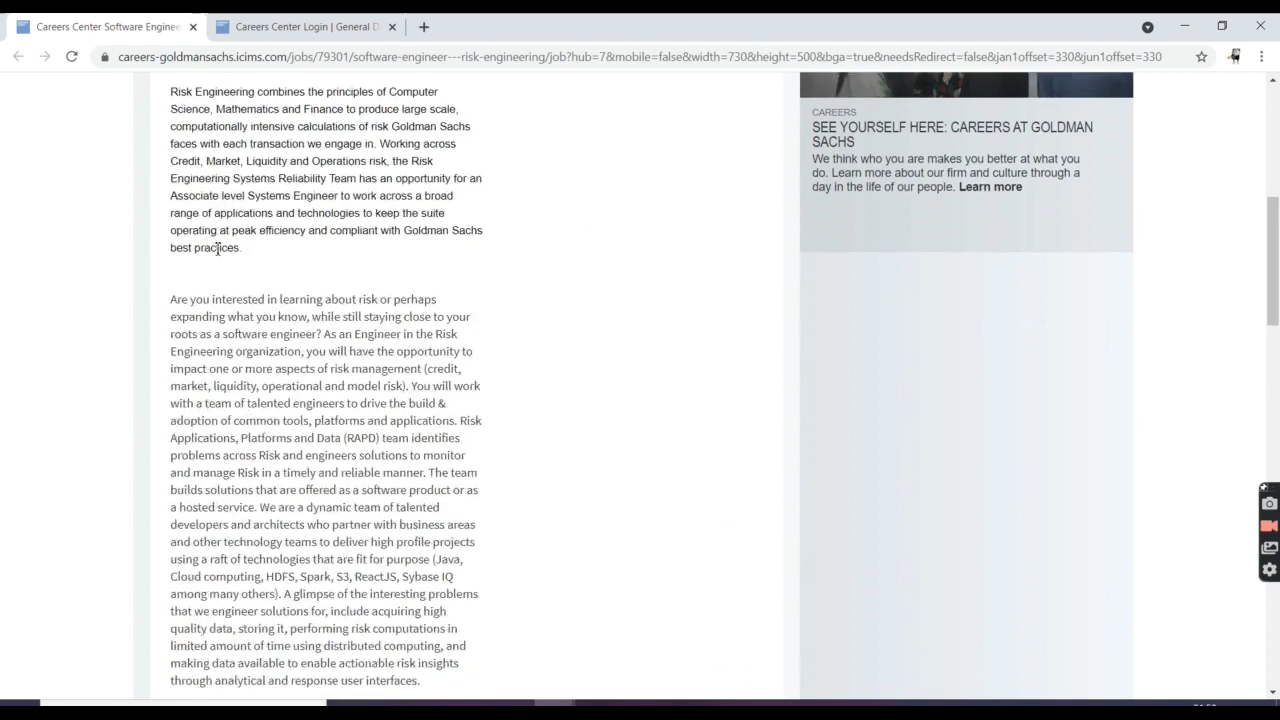 Careers Center Software Enginee
Careers Center Login | General D
careers-goldmansachs.icims.com/jobs/79301/software-engineer---risk-engineering/job?hub=7&mobile=false&width=730&height=500&bga=true&needsRedirect=false&jan1offset=330&jun1offset=330
Risk Engineering combines the principles of Computer
Science, Mathematics and Finance to produce large scale,
computationally intensive calculations of risk Goldman Sachs
faces with each transaction we engage in. Working across
Credit, Market, Liquidity and Operations risk, the Risk
Engineering Systems Reliability Team has an opportunity for an
Associate level Systems Engineer to work across a broad
range of applications and technologies to keep the suite
operating at peak efficiency and compliant with Goldman Sachs
best practices.
Are you interested in learning about risk or perhaps
expanding what you know, while still staying close to your
roots as a software engineer? As an Engineer in the Risk
Engineering organization, you will have the opportunity to
impact one or more aspects of risk management (credit,
market, liquidity, operational and model risk). You will work
with a team of talented engineers to drive the build &
adoption of common tools, platforms and applications. Risk
Applications, Platforms and Data (RAPD) team identifies
problems across Risk and engineers solutions to monitor
and manage Risk in a timely and reliable manner. The team
builds solutions that are offered as a software product or as
a hosted service. We are a dynamic team of talented
developers and architects who partner with business areas
and other technology teams to deliver high profile projects
using a raft of technologies that are fit for purpose (Java,
Cloud computing, HDFS, Spark, S3, ReactJS, Sybase IQ
among many others). A glimpse of the interesting problems
that we engineer solutions for, include acquiring high
quality data, storing it, performing risk computations in
limited amount of time using distributed computing, and
making data available to enable actionable risk insights
through analytical and response user interfaces.
CAREERS
SEE YOURSELF HERE: CAREERS AT GOLDMAN
SACHS
We think who you are makes you better at what you
do. Learn more about our firm and culture through a
day in the life of our people. Learn more